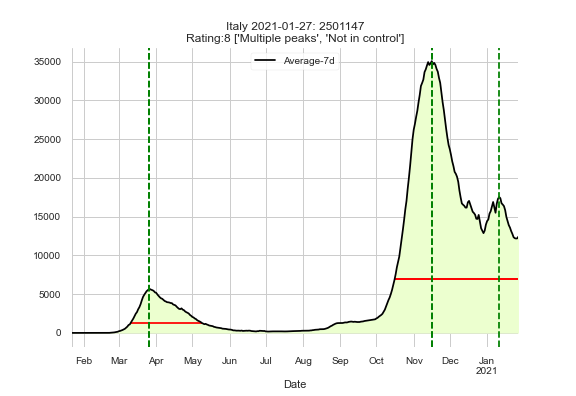 Italy 2021-01-27: 2501147
Rating:8 ['Multiple peaks', 'Not in control']
Average-7d
35000
30000
25000
20000
15000
10000
5000
0
Feb Mar Apr May Jun Jul Aug Sep Oct Nov Dec Jan
2021
Date